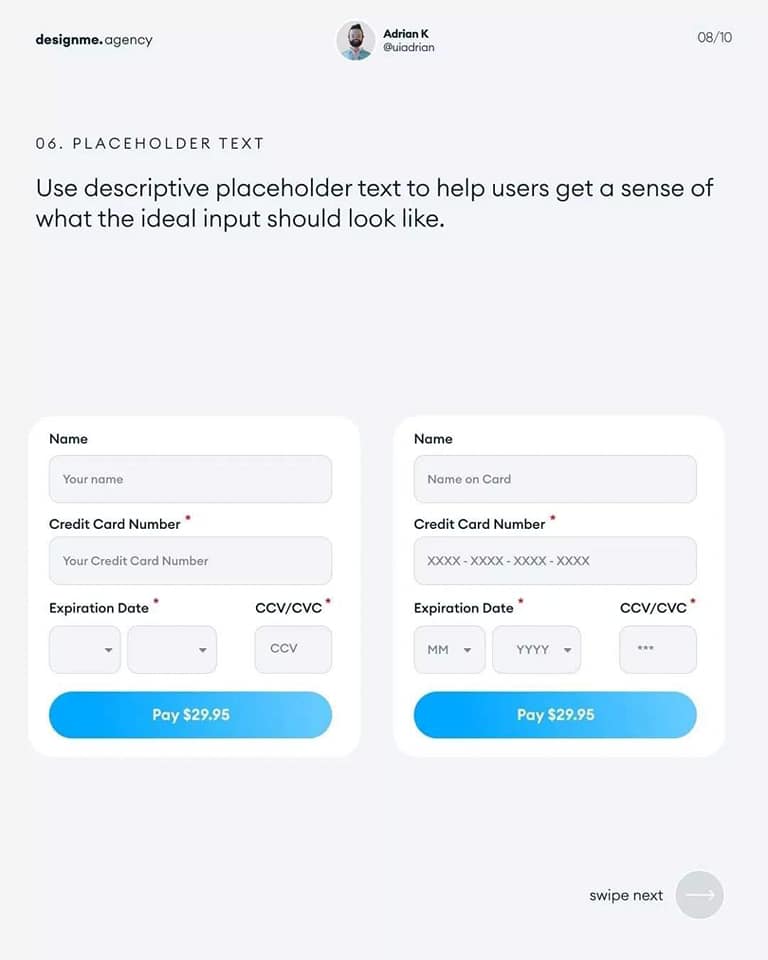 designme.agency
Adrian K
@uiadrian
08/10
06. PLACEHOLDER TEXT
Use descriptive placeholder text to help users get a sense of
what the ideal input should look like.
Name
Your name
Credit Card Number *
Your Credit Card Number
Expiration Date * CCV/CVC *
CCV
Pay $29.95
Name
Name on Card
Credit Card Number *
XXXX - XXXX - XXXX - XXXX
Expiration Date * CCV/CVC *
MM YYYY ***
Pay $29.95
swipe next